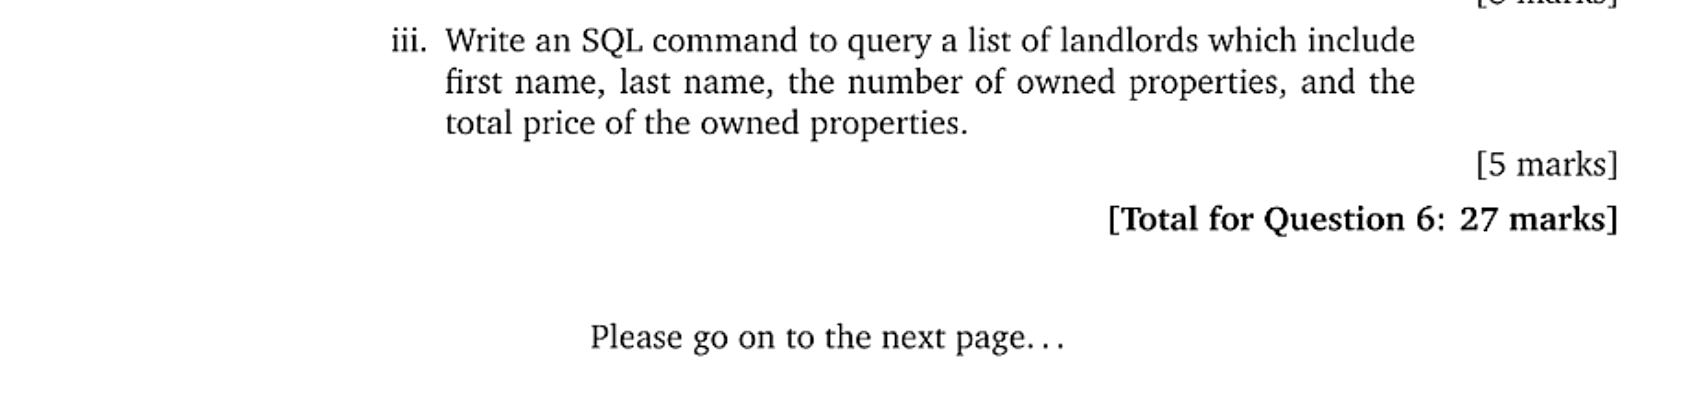 iii. Write an SQL command to query a list of landlords which include
first name, last name, the number of owned properties, and the
total price of the owned properties.
[5 marks]
[Total for Question 6: 27 marks]
Please go on to the next page...